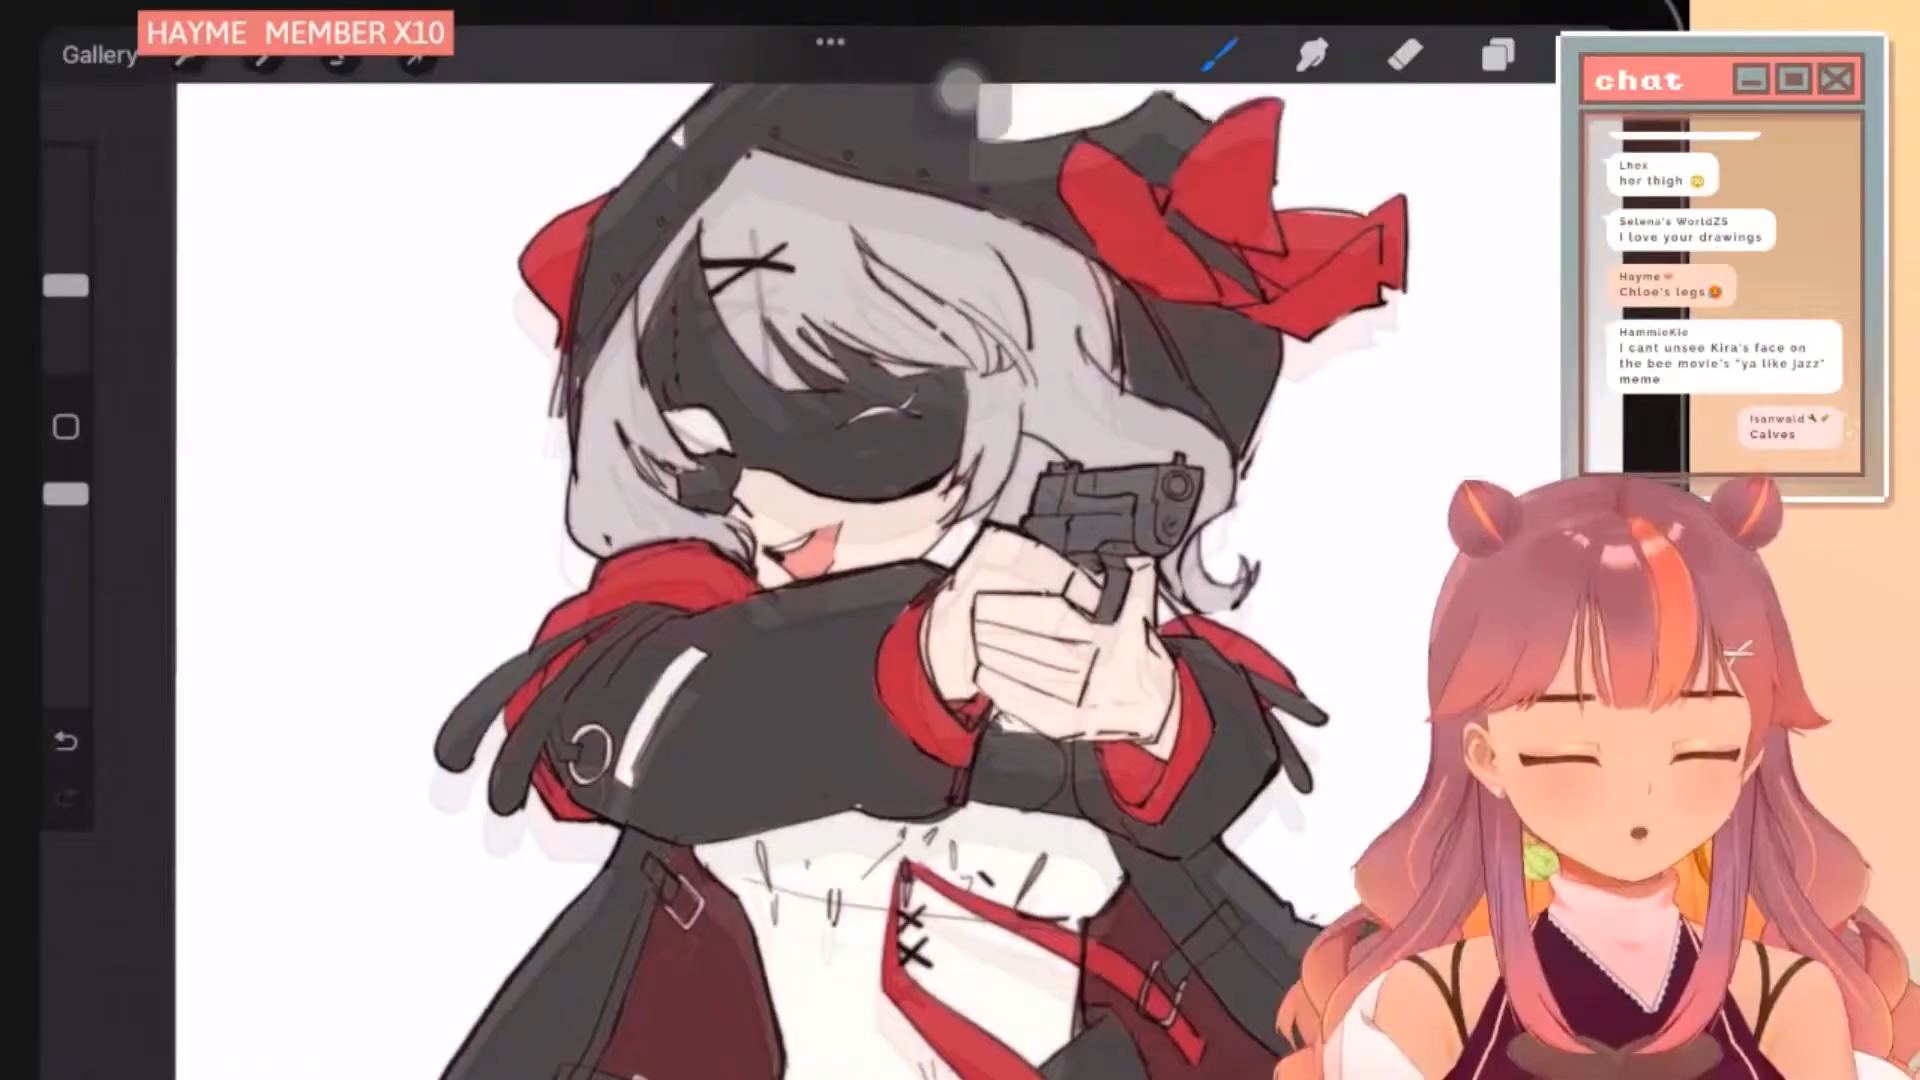 HAYME MEMBER X10
Gallery
chat
Lhex
her thigh
Selena's WorldZS
I love your drawings
Hayme
Chloe's legs
HammieKie
I cant unsee Kira's face on
the bee movie's "ya like jazz"
meme
Isanwald
Calves